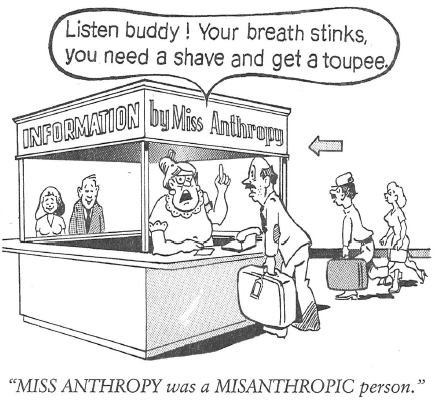 Listen buddy! Your breath stinks,
you need a shave and get a toupee.
INFORMATION by Miss Anthropy
"MISS ANTHROPY was a MISANTHROPIC person."